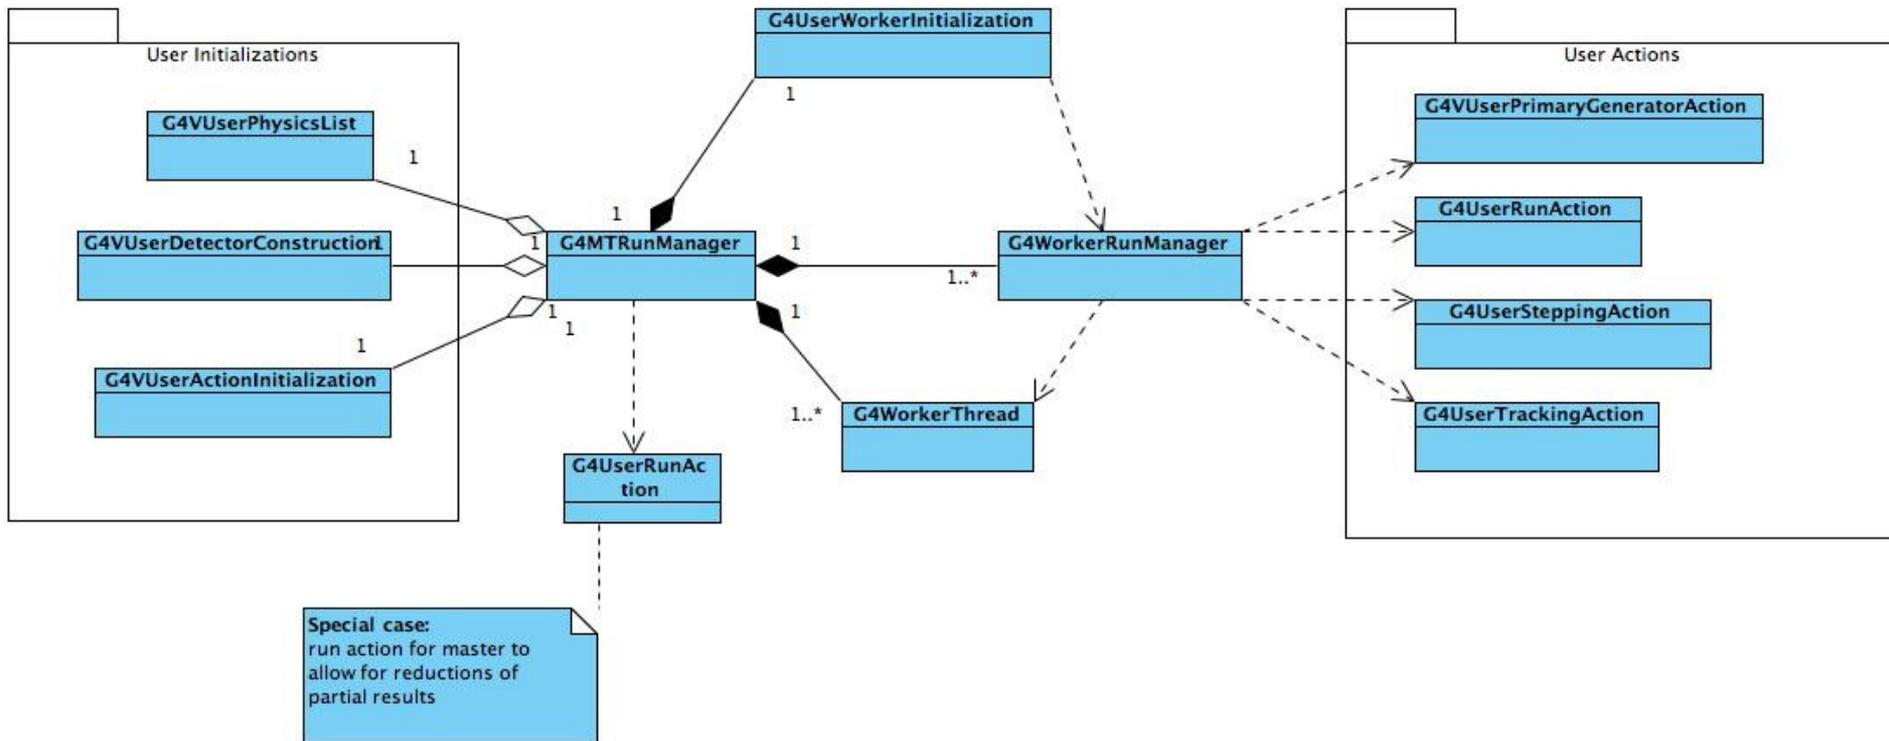 G4UserWorkerInitialization
User Initializations
User Actions
1
G4VUserPhysicsList
1
G4VUserPrimaryGeneratorAction
1
G4UserRunAction
G4VUserDetectorConstruction1
1
G4MTRunManager
1
G4WorkerRunManager
1..*
1
1
1
G4UserSteppingAction
1
G4VUserActionInitialization
1..*
G4WorkerThread
G4UserTrackingAction
G4UserRunAc
tion
Special case:
run action for master to
allow for reductions of
partial results